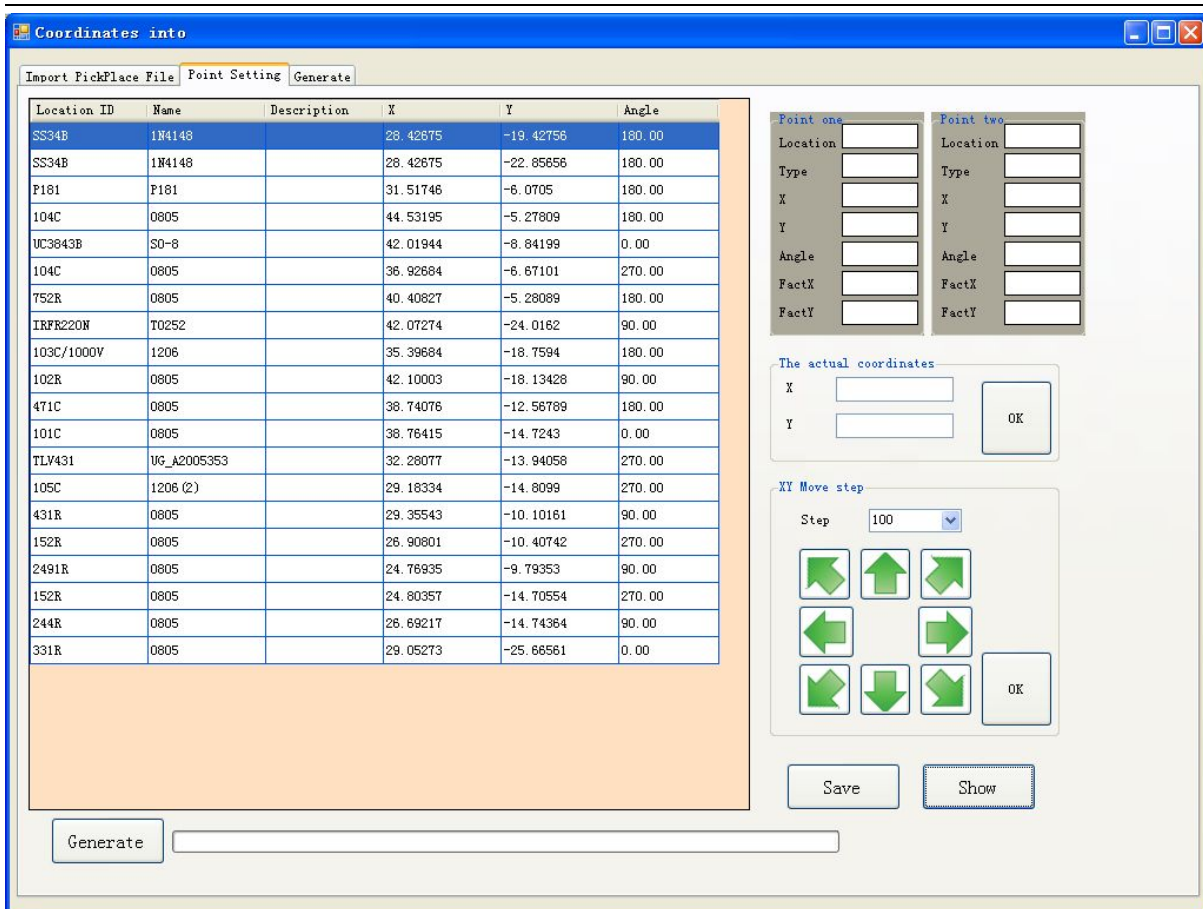 Coordinates into
Import PickPlace File Point Setting Generate
Location ID Name Description X Y Angle
SS34B 1N4148 28.42675 -19.42756 180.00
SS34B 1N4148 28.42675 -22.85656 180.00
P181 P181 31.51746 -6.0705 180.00
104C 0805 44.53195 -5.27809 180.00
UC3843B SO-8 42.01944 -8.84199 0.00
104C 0805 36.92684 -6.67101 270.00
752R 0805 40.40827 -5.28089 180.00
IRFR220N TO252 42.07274 -24.0162 90.00
103C/1000V 1206 35.39684 -18.7594 180.00
102R 0805 42.10003 -18.13428 90.00
471C 0805 38.74076 -12.56789 180.00
101C 0805 38.76415 -14.7243 0.00
TLV431 UG_A2005353 32.28077 -13.94058 270.00
105C 1206(2) 29.18334 -14.8099 270.00
431R 0805 29.35543 -10.10161 90.00
152R 0805 26.90801 -10.40742 270.00
2491R 0805 24.76935 -9.79353 90.00
152R 0805 24.80357 -14.70554 270.00
244R 0805 26.69217 -14.74364 90.00
331R 0805 29.05273 -25.66561 0.00
Point one Point two
Location Location
Type Type
X X
Y Y
Angle Angle
FactX FactX
FactY FactY
The actual coordinates
X
Y
OK
XY Move step
Step 100
OK
Save Show
Generate